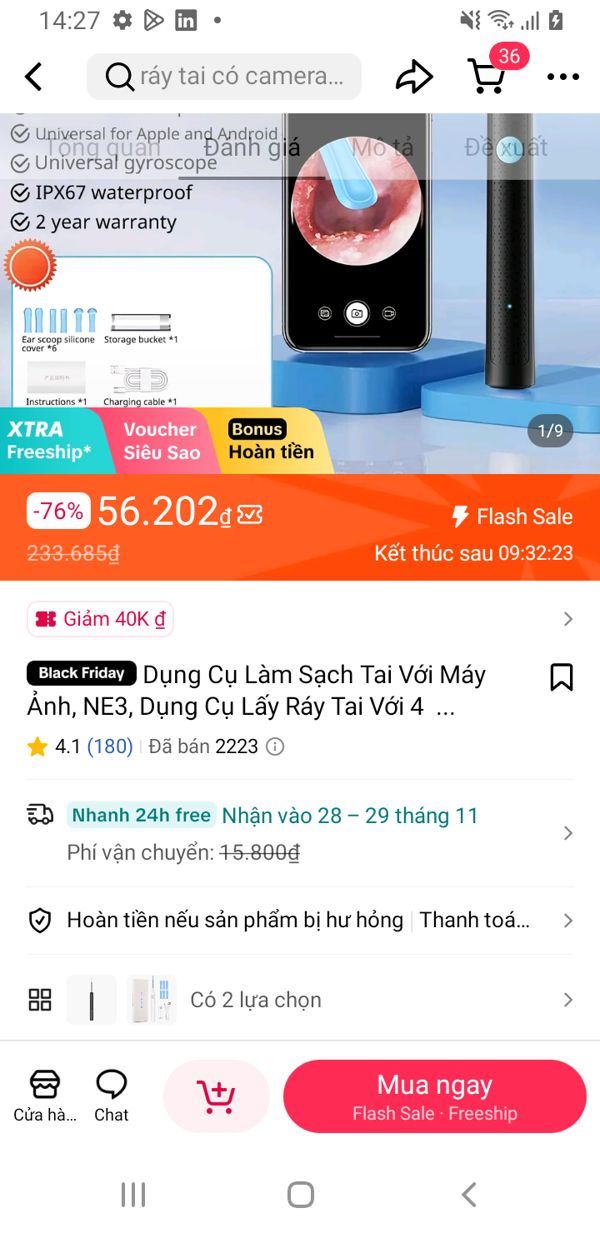 14:27
36
ráy tai có camera...
Tổng quan Đánh giá Mô tả Đề xuất
Universal for Apple and Android
Universal gyroscope
IPX67 waterproof
2 year warranty
Ear scoop silicone
cover *6
Storage bucket *1
Instructions *1
Charging cable *1
XTRA
Freeship*
Voucher
Siêu Sao
Bonus
Hoàn tiền
1/9
-76% 56.202₫
Flash Sale
233.685₫
Kết thúc sau 09:32:23
Giảm 40K ₫
Black Friday Dụng Cụ Làm Sạch Tai Với Máy
Ảnh, NE3, Dụng Cụ Lấy Ráy Tai Với 4 ...
4.1 (180) Đã bán 2223
Nhanh 24h free Nhận vào 28 – 29 tháng 11
Phí vận chuyển: 15.800₫
Hoàn tiền nếu sản phẩm bị hư hỏng Thanh toá...
Có 2 lựa chọn
Cửa hà...
Chat
Mua ngay
Flash Sale · Freeship